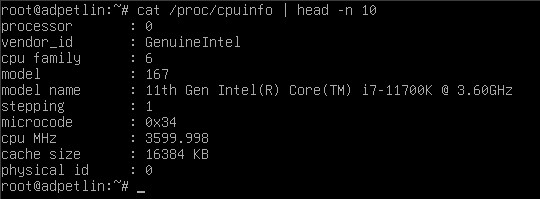 root@adpetlin:~# cat /proc/cpuinfo | head -n 10
processor : 0
vendor_id : GenuineIntel
cpu family : 6
model : 167
model name : 11th Gen Intel(R) Core(TM) i7-11700K @ 3.60GHz
stepping : 1
microcode : 0x34
cpu MHz : 3599.998
cache size : 16384 KB
physical id : 0
root@adpetlin:~# _